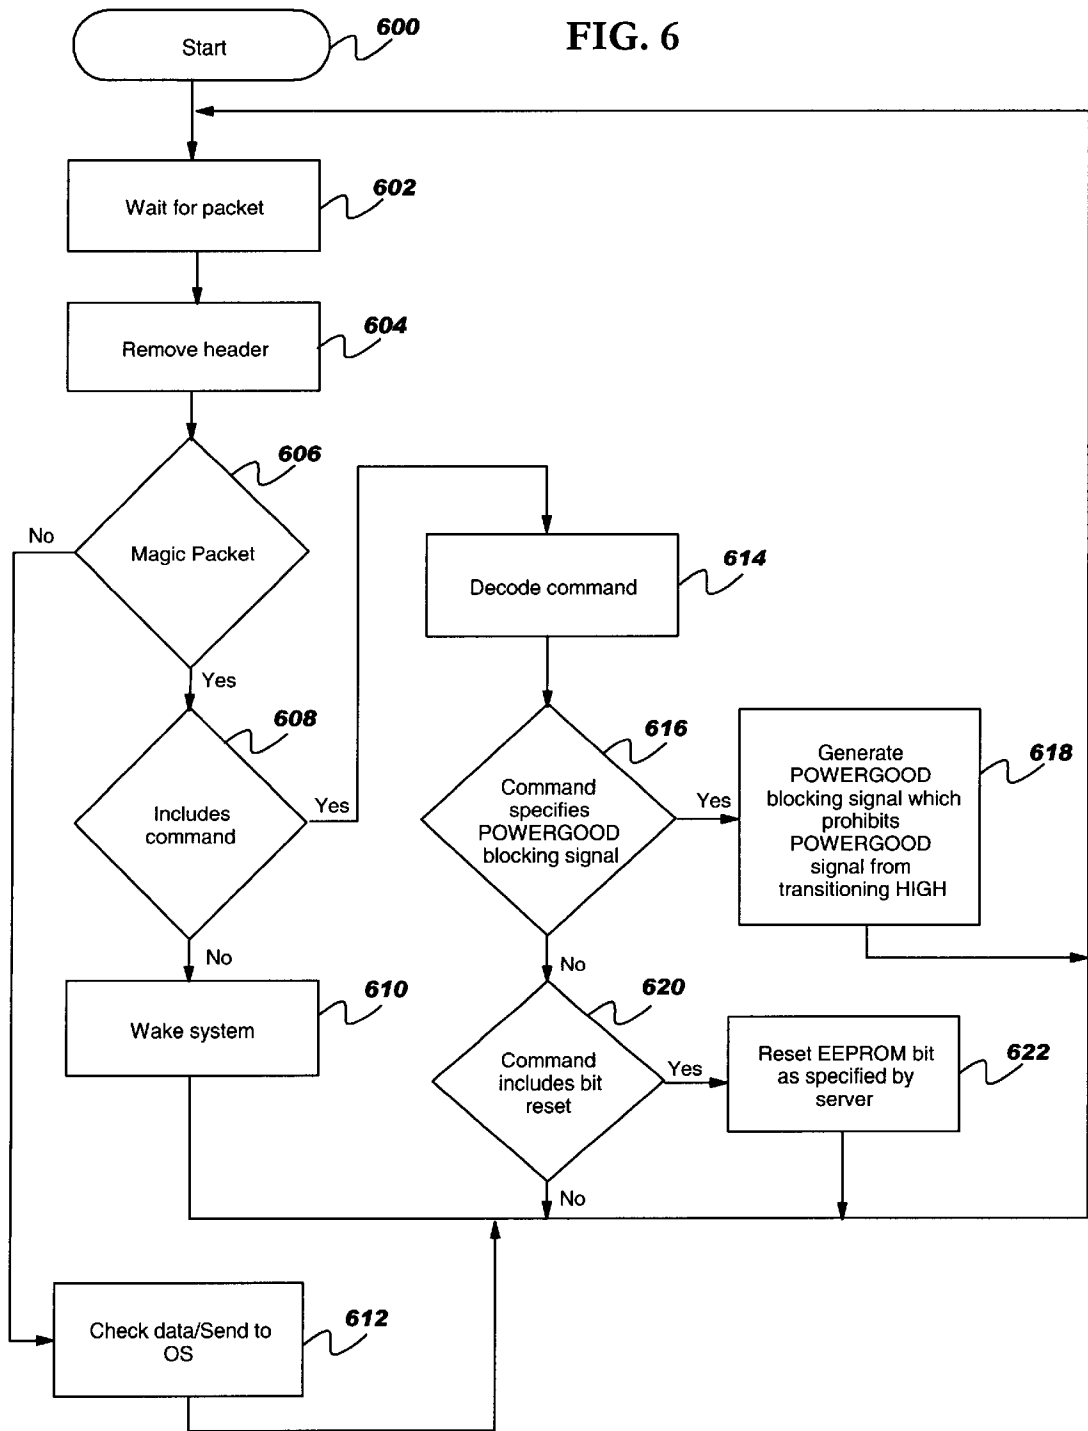 FIG. 6
Start
600
Wait for packet
602
Remove header
604
Magic Packet
606
No
Yes
Includes
command
608
Yes
No
Wake system
610
Check data/Send to
OS
612
Decode command
614
Command
specifies
POWERGOOD
blocking signal
616
Yes
No
Generate
POWERGOOD
blocking signal which
prohibits
POWERGOOD
signal from
transitioning HIGH
618
Command
includes bit
reset
620
Yes
No
Reset EEPROM bit
as specified by
server
622